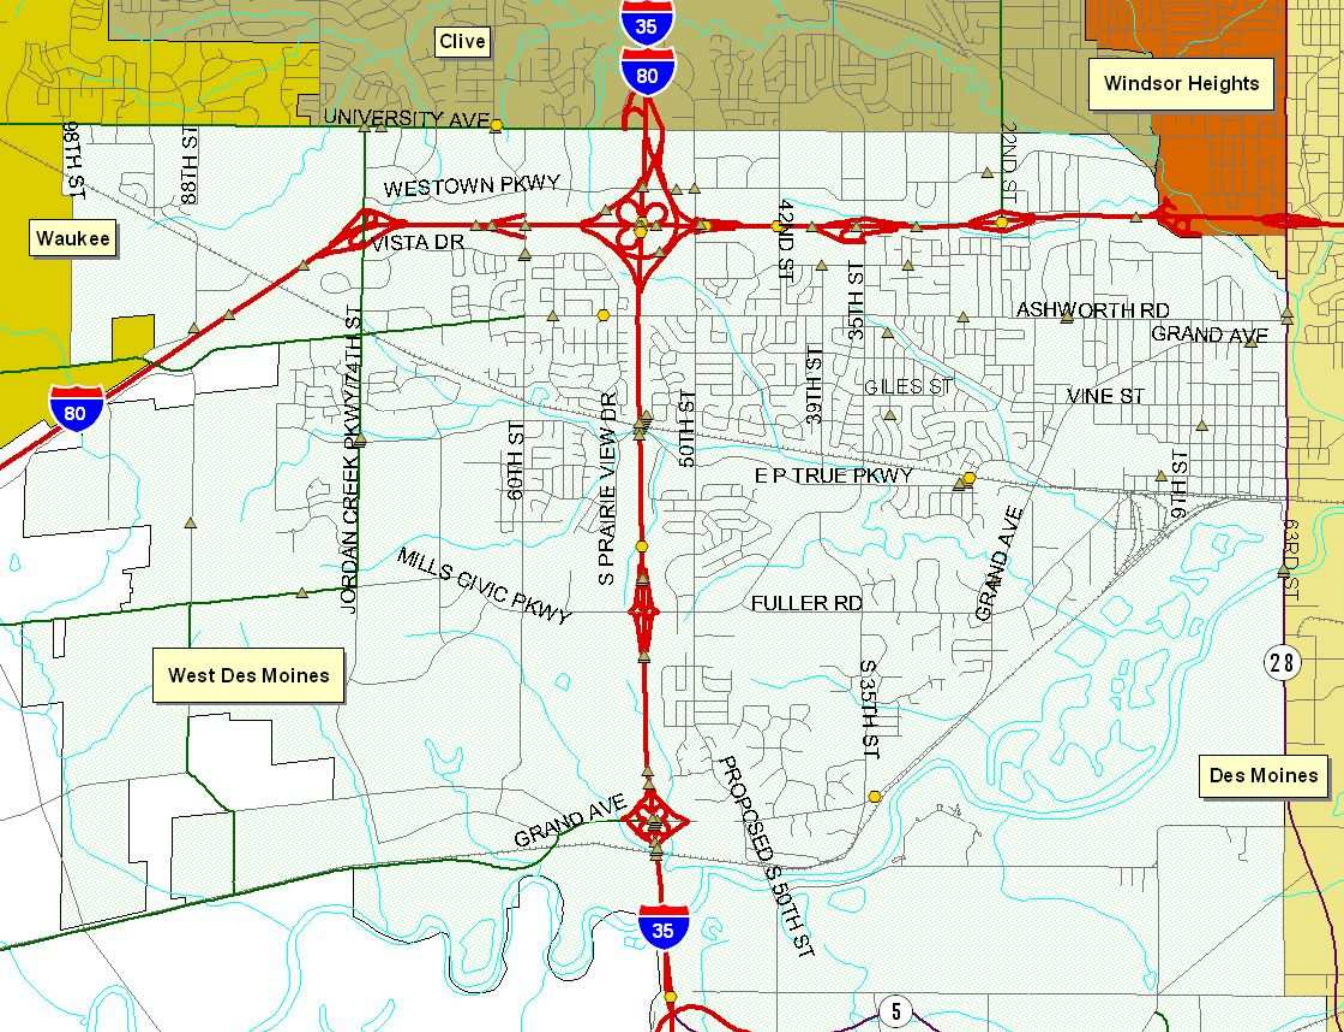 35
80
Clive
Windsor Heights
UNIVERSITY AVE
98TH ST
88TH ST
22ND ST
WESTOWN PKWY
42ND ST
Waukee
VISTA DR
35TH ST
ASHWORTH RD
GRAND AVE
JORDAN CREEK PKWY/74TH ST
39TH ST
GILES ST
VINE ST
80
S PRAIRIE VIEW DR
50TH ST
60TH ST
E P TRUE PKWY
9TH ST
GRAND AVE
63RD ST
MILLS CIVIC PKWY
FULLER RD
West Des Moines
28
S 35TH ST
Des Moines
PROPOSED S 50TH ST
GRAND AVE
35
5